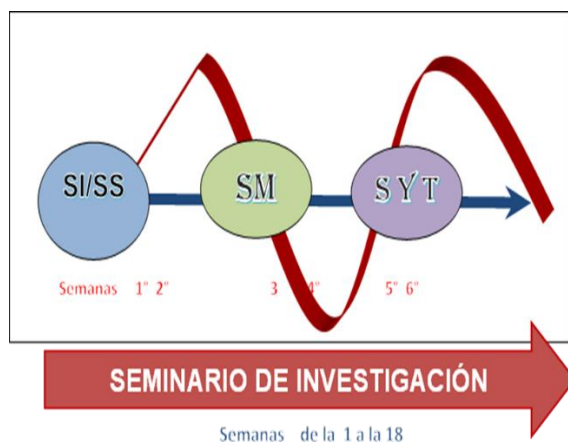 SI/SS
SM
SYT
Semanas 1" 2" 3 4" 5" 6"
SEMINARIO DE INVESTIGACIÓN
Semanas de la 1 a la 18